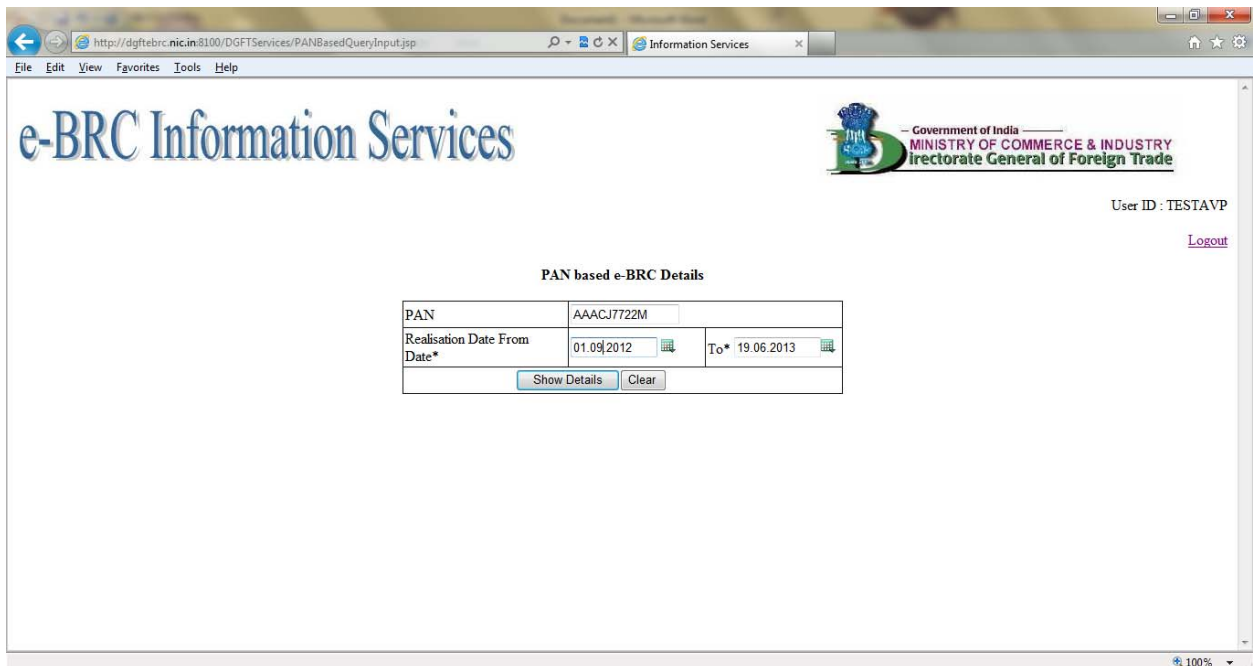 http://dgftebrc.nic.in:8100/DGFTServices/PANBasedQueryInput.jsp
Information Services
File Edit View Favorites Tools Help
e-BRC Information Services
Government of India
MINISTRY OF COMMERCE & INDUSTRY
Directorate General of Foreign Trade
User ID : TESTAVP
Logout
PAN based e-BRC Details
PAN AAACJ7722M
Realisation Date From Date* 01.09.2012 To* 19.06.2013
Show Details Clear
100%